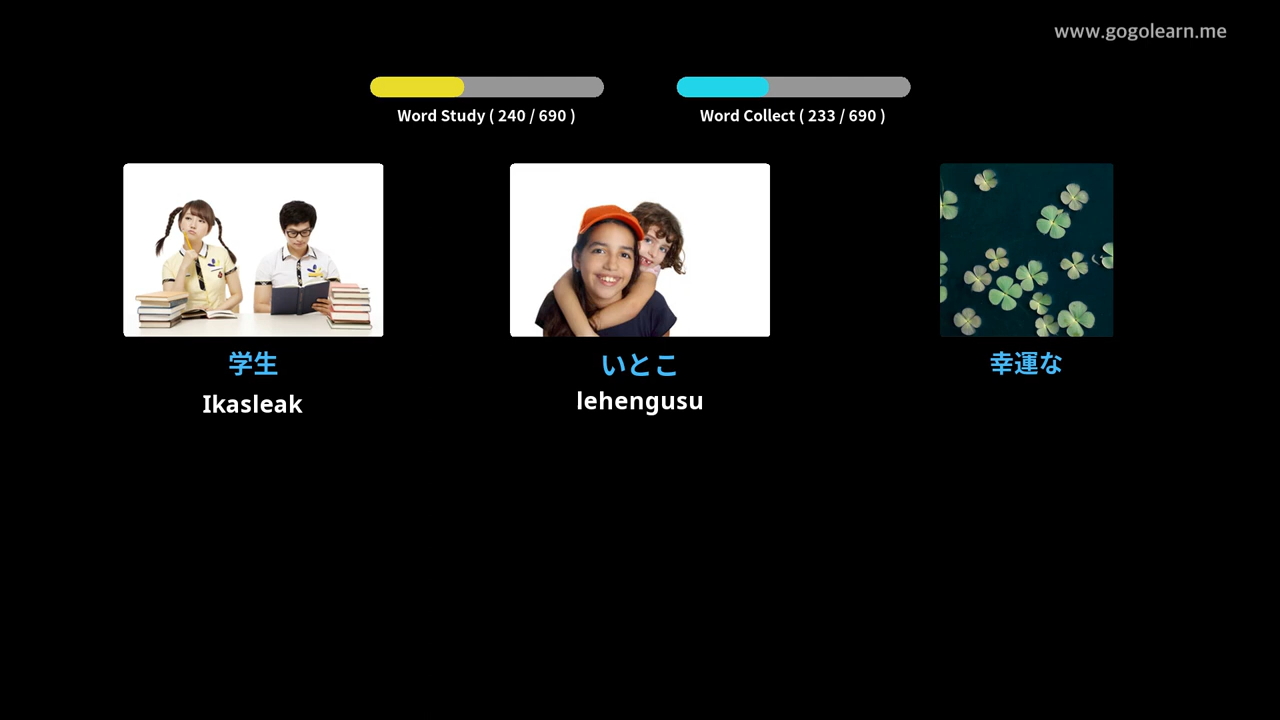 www.gogolearn.me
Word Study ( 240 / 690 )
Word Collect ( 233 / 690 )
学生
Ikasleak
いとこ
lehengusu
幸運な